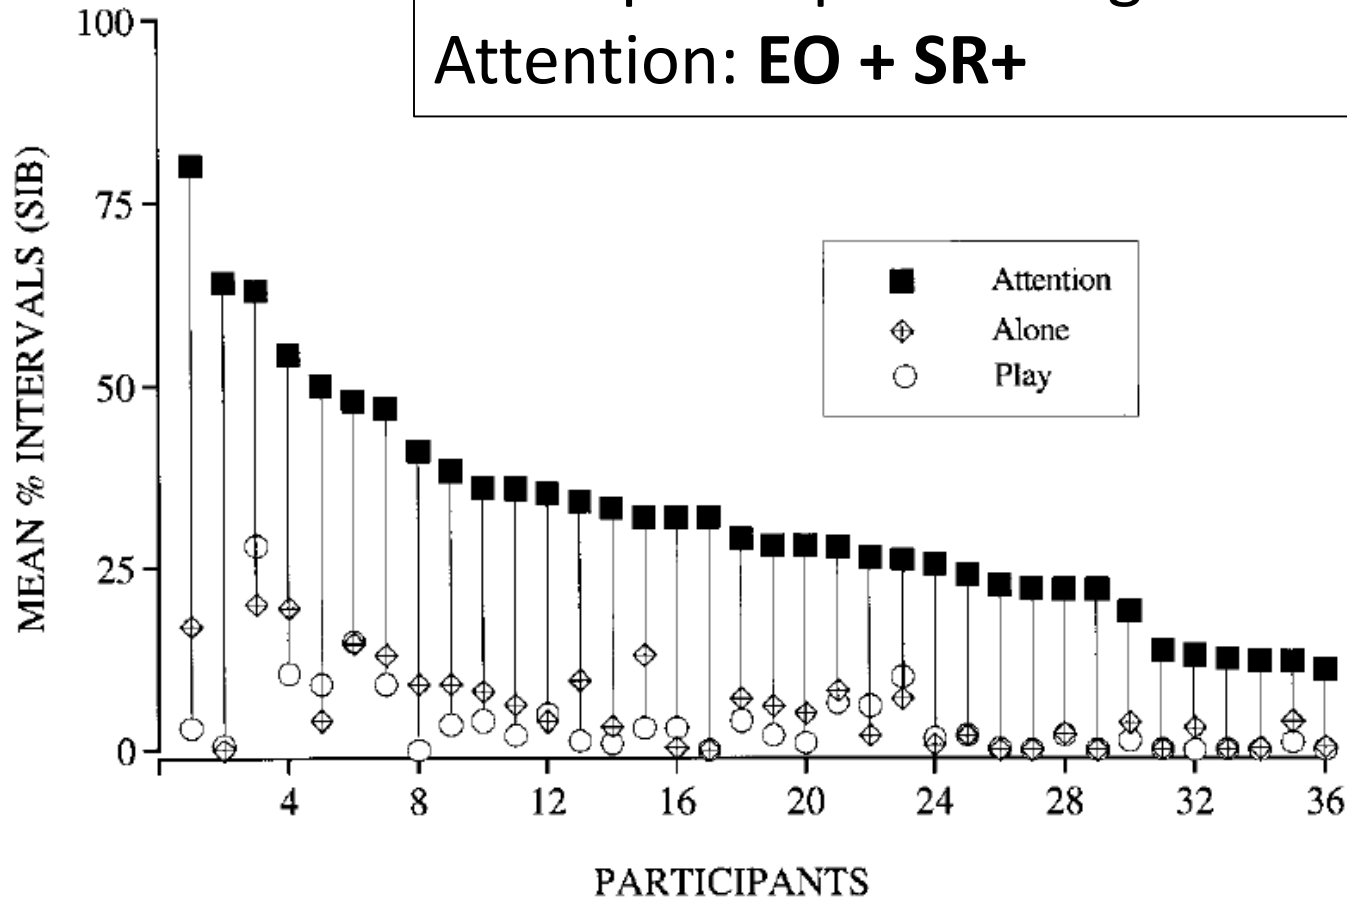 Attention: EO + SR+
100
75
50
25
0
MEAN % INTERVALS (SIB)
Attention
Alone
Play
4 8 12 16 20 24 28 32 36
PARTICIPANTS